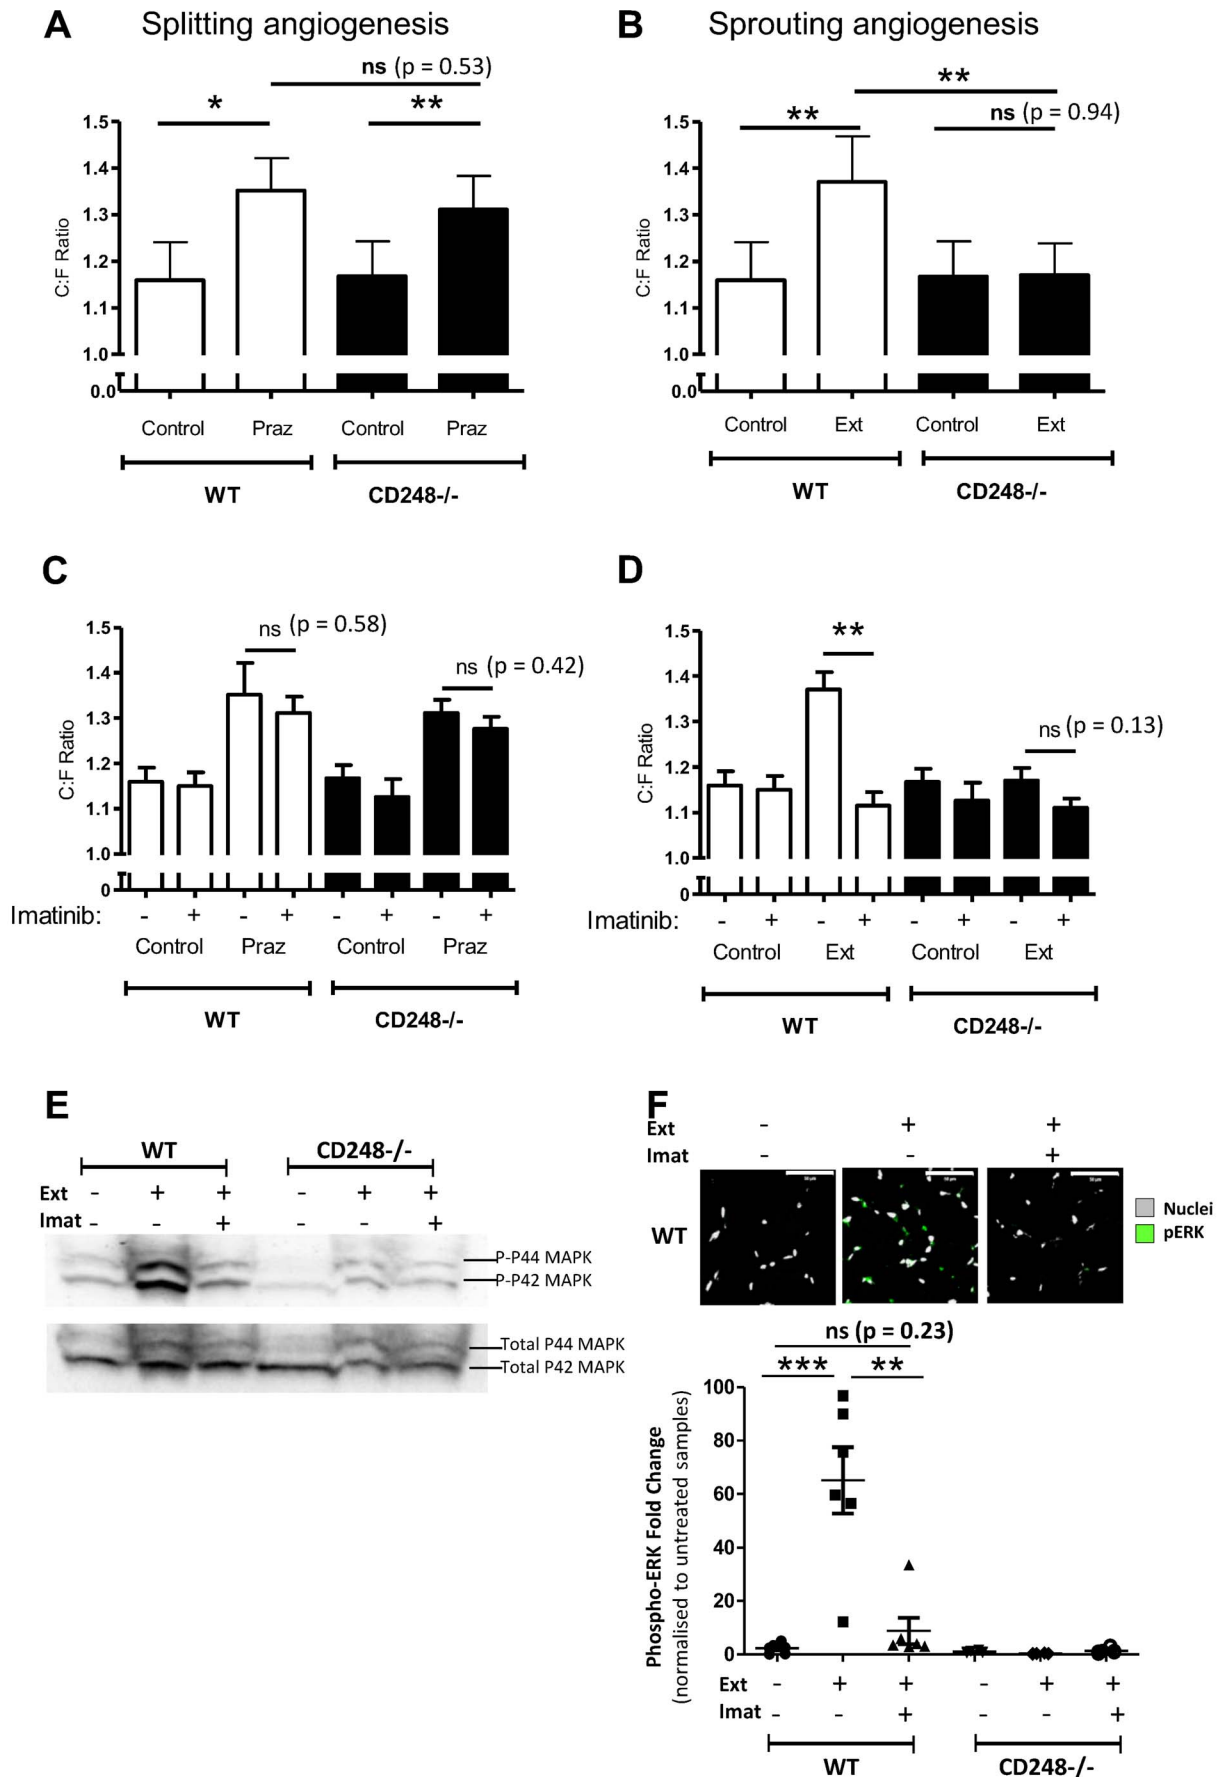 A Splitting angiogenesis
ns (p = 0.53)
* **
1.5
1.4
1.3
1.2
1.1
1.0
0.0
C:F Ratio
Control Praz Control Praz
WT CD248-/-
B Sprouting angiogenesis
**
** ns (p = 0.94)
1.5
1.4
1.3
1.2
1.1
1.0
0.0
C:F Ratio
Control Ext Control Ext
WT CD248-/-
C
ns (p = 0.58)
ns (p = 0.42)
1.5
1.4
1.3
1.2
1.1
1.0
0
C:F Ratio
Imatinib: - + - + - + - +
Control Praz Control Praz
WT CD248-/-
D
**
ns (p = 0.13)
1.5
1.4
1.3
1.2
1.1
1.0
0
C:F Ratio
Imatinib: - + - + - + - +
Control Ext Control Ext
WT CD248-/-
E
WT CD248-/-
Ext - + + - + +
Imat - - + - - +
P-P44 MAPK
P-P42 MAPK
Total P44 MAPK
Total P42 MAPK
F
Ext - + +
Imat - - +
WT
Nuclei
pERK
ns (p = 0.23)
*** **
100
80
60
40
20
0
Phospho-ERK Fold Change
(normalised to untreated samples)
Ext - + + - + +
Imat - - + - - +
WT CD248-/-